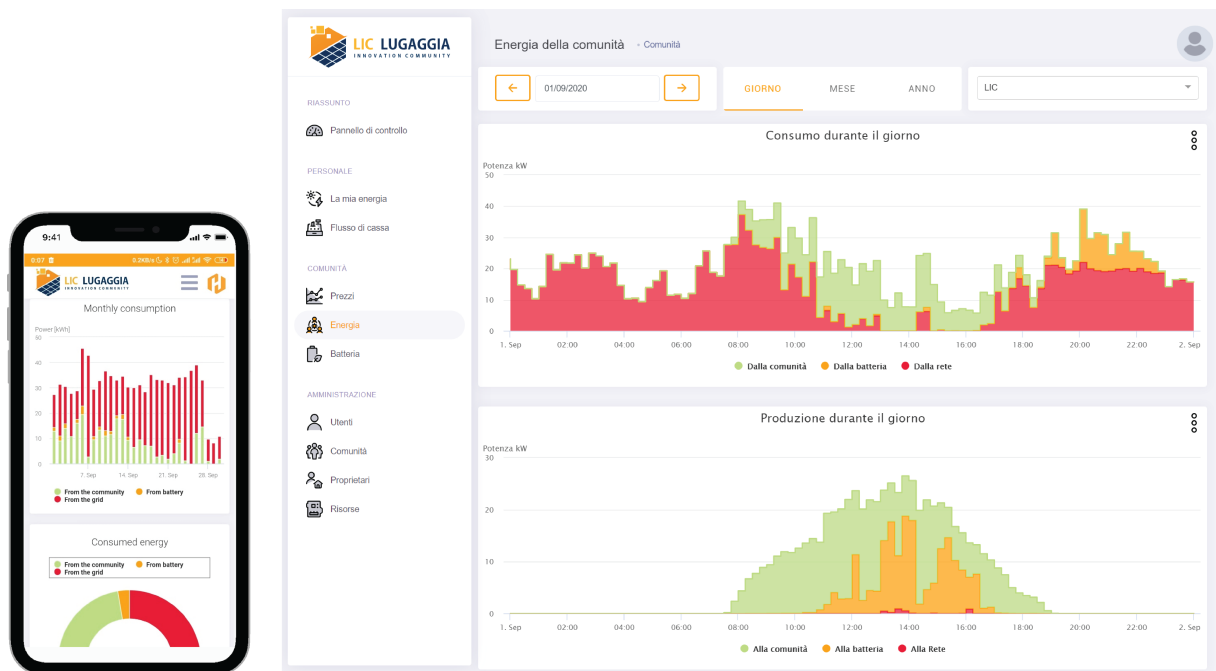 9:41
0:07
0.2KB/s
LIC LUGAGGIA
INNOVATION COMMUNITY
Monthly consumption
Power [kWh]
50
40
30
20
10
0
7. Sep 14. Sep 21. Sep 28. Sep
From the community From battery
From the grid
Consumed energy
From the community From battery
From the grid
LIC LUGAGGIA
INNOVATION COMMUNITY
RIASSUNTO
Pannello di controllo
PERSONALE
La mia energia
Flusso di cassa
COMUNITÀ
Prezzi
Energia
Batteria
AMMINISTRAZIONE
Utenti
Comunità
Proprietari
Risorse
Energia della comunità • Comunità
01/09/2020
GIORNO MESE ANNO
LIC
Consumo durante il giorno
Potenza kW
50
40
30
20
10
0
1. Sep 02:00 04:00 06:00 08:00 10:00 12:00 14:00 16:00 18:00 20:00 22:00 2. Sep
Dalla comunità Dalla batteria Dalla rete
Produzione durante il giorno
Potenza kW
30
20
10
0
1. Sep 02:00 04:00 06:00 08:00 10:00 12:00 14:00 16:00 18:00 20:00 22:00 2. Sep
Alla comunità Alla batteria Alla Rete